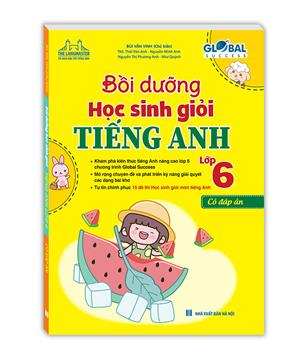 THE LANGMASTER
BÙI VĂN VINH (Chủ biên)
ThS. Thái Vân Anh - Nguyễn Minh Anh
Nguyễn Thị Phương Anh - Như Quỳnh
GLOBAL
SUCCESS
Bồi dưỡng
Học sinh giỏi
TIẾNG ANH
Lớp 6
• Khám phá kiến thức tiếng Anh nâng cao lớp 6
chương trình Global Success
• Mở rộng chuyên đề và phát triển kỹ năng giải quyết
các dạng bài khó
• Tự tin chinh phục 15 đề thi Học sinh giỏi môn tiếng Anh
Có đáp án
NHÀ XUẤT BẢN HÀ NỘI